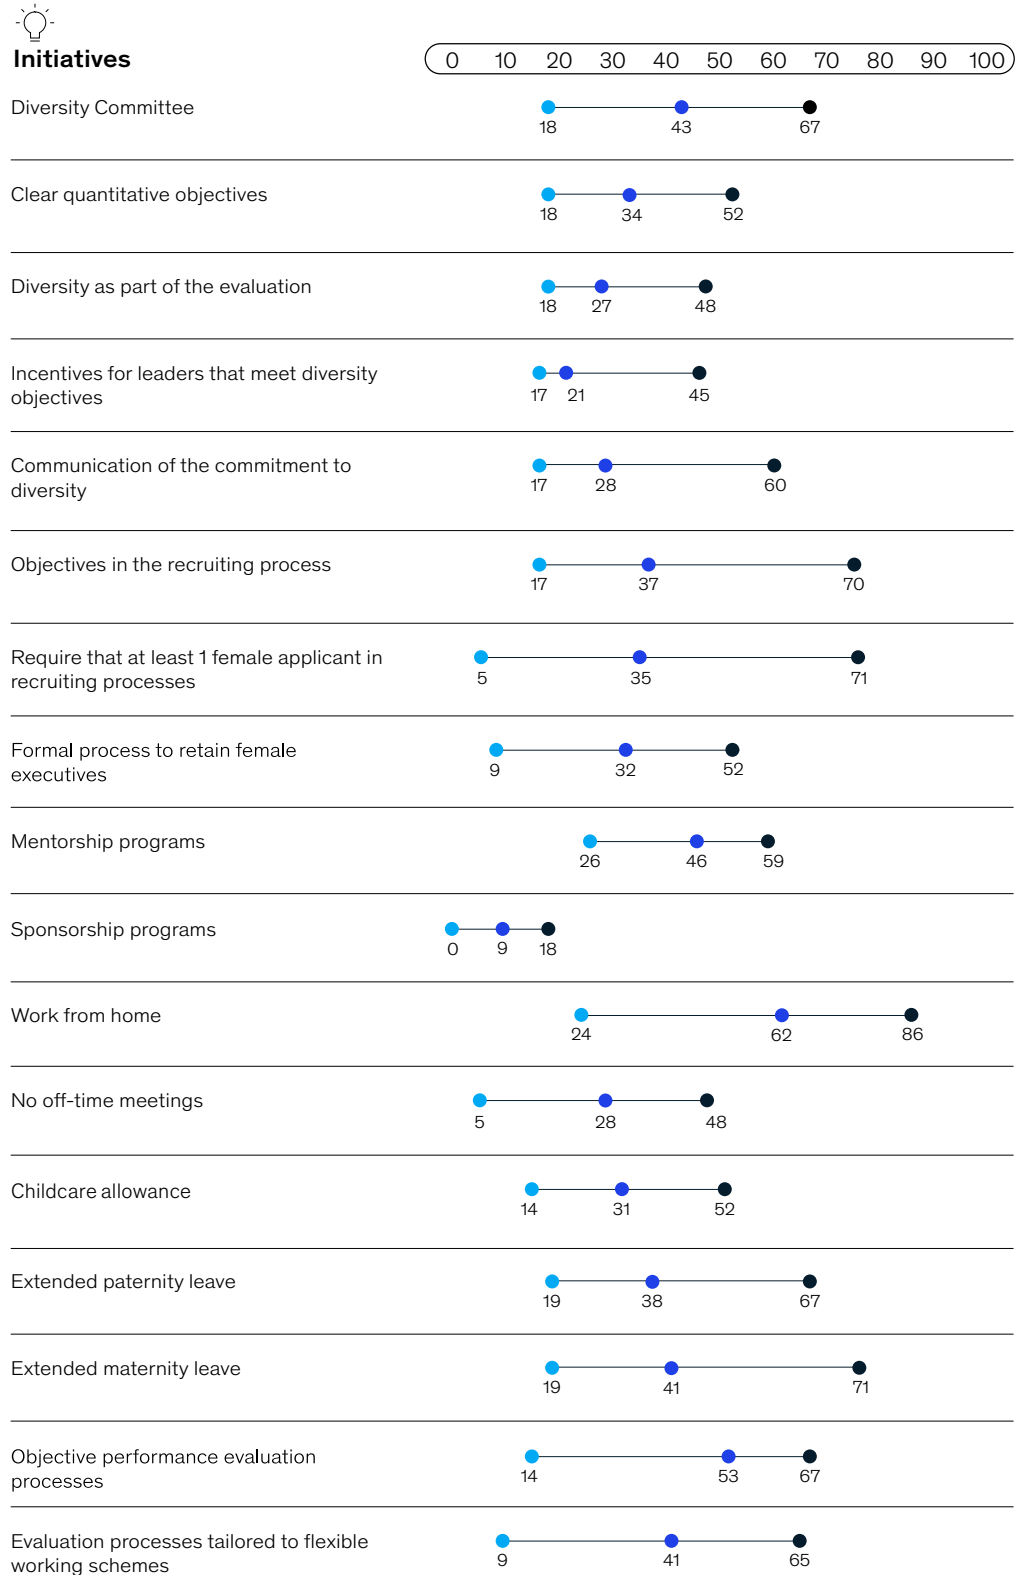 Initiatives
0 10 20 30 40 50 60 70 80 90 100
Diversity Committee
18 43 67
Clear quantitative objectives
18 34 52
Diversity as part of the evaluation
18 27 48
Incentives for leaders that meet diversity
objectives
17 21 45
Communication of the commitment to
diversity
17 28 60
Objectives in the recruiting process
17 37 70
Require that at least 1 female applicant in
recruiting processes
5 35 71
Formal process to retain female
executives
9 32 52
Mentorship programs
26 46 59
Sponsorship programs
0 9 18
Work from home
24 62 86
No off-time meetings
5 28 48
Childcare allowance
14 31 52
Extended paternity leave
19 38 67
Extended maternity leave
19 41 71
Objective performance evaluation
processes
14 53 67
Evaluation processes tailored to flexible
working schemes
9 41 65